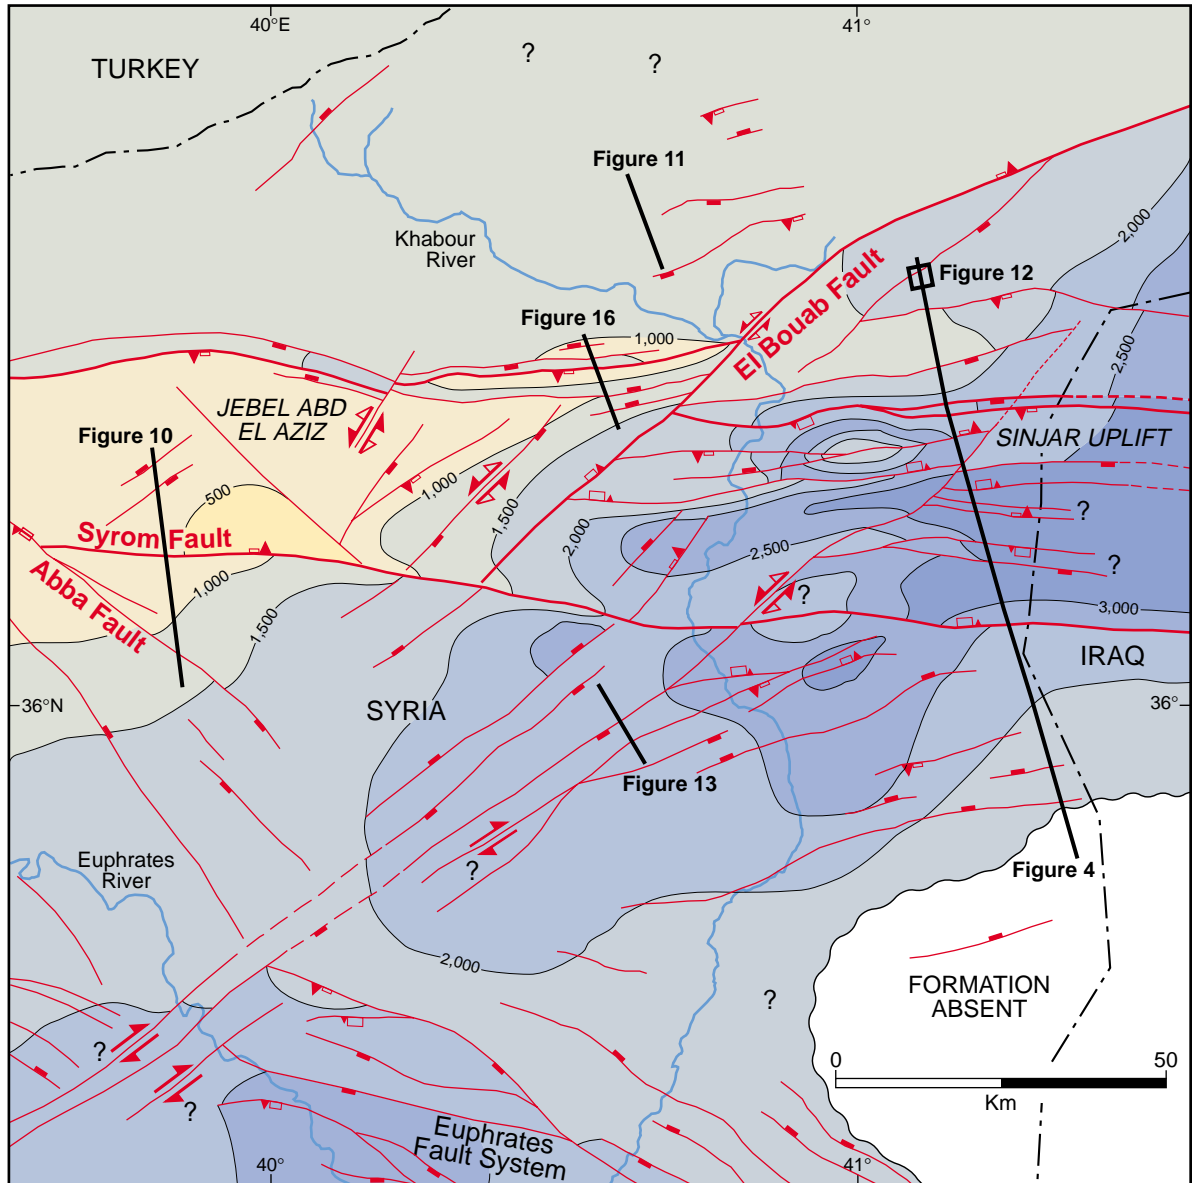 40°E
41°
?
?
TURKEY
Figure 11
2,000
Khabour
River
Figure 12
El Bouab Fault
Figure 16
1,000
2,500
JEBEL ABD
EL AZIZ
Figure 10
SINJAR UPLIFT
500
1,000
1,500
2,000
?
Syrom Fault
2,500
?
Abba Fault
1,000
?
3,000
1,500
IRAQ
36°N
SYRIA
36°
Figure 13
Euphrates
River
?
Figure 4
2,000
?
FORMATION
ABSENT
?
0
50
Km
?
Euphrates
Fault System
40°
41°